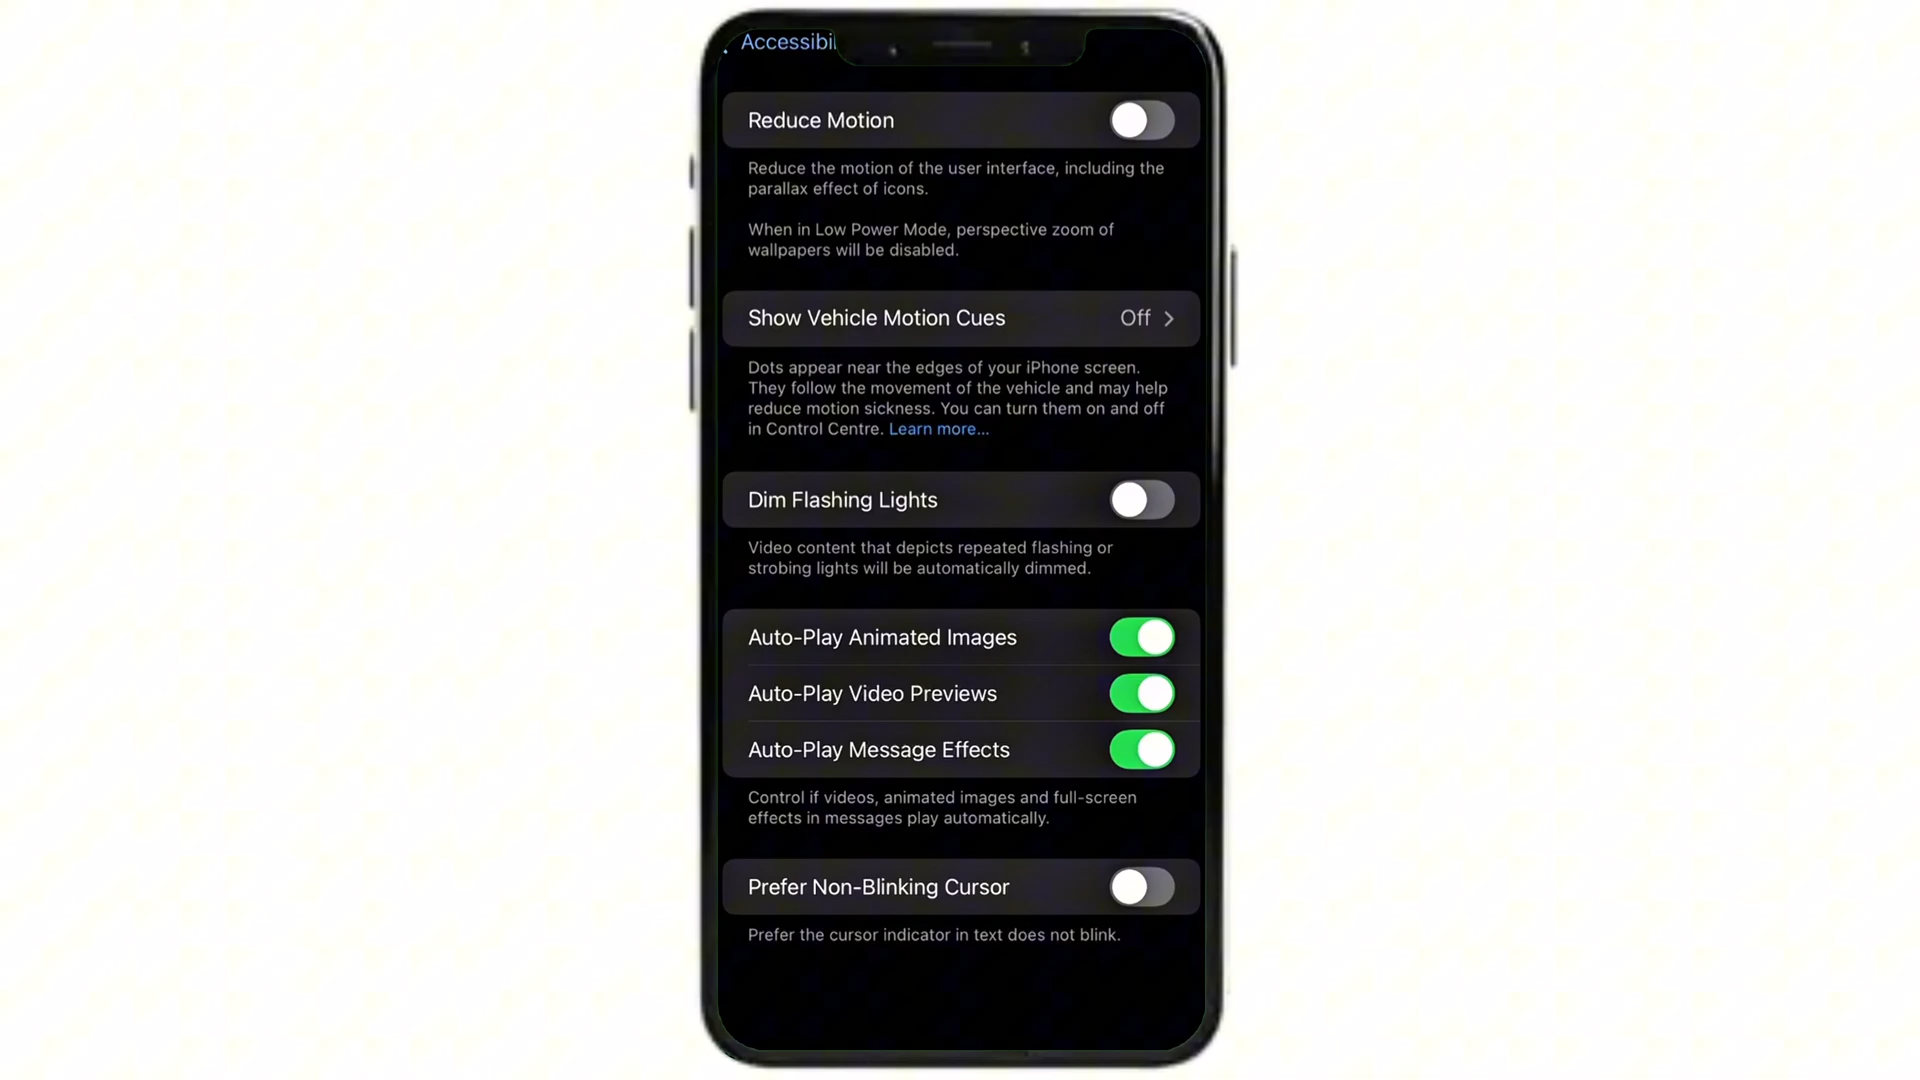 Accessibil
Reduce Motion
Reduce the motion of the user interface, including the
parallax effect of icons.
When in Low Power Mode, perspective zoom of
wallpapers will be disabled.
Show Vehicle Motion Cues Off
Dots appear near the edges of your iPhone screen.
They follow the movement of the vehicle and may help
reduce motion sickness. You can turn them on and off
in Control Centre. Learn more...
Dim Flashing Lights
Video content that depicts repeated flashing or
strobing lights will be automatically dimmed.
Auto-Play Animated Images
Auto-Play Video Previews
Auto-Play Message Effects
Control if videos, animated images and full-screen
effects in messages play automatically.
Prefer Non-Blinking Cursor
Prefer the cursor indicator in text does not blink.